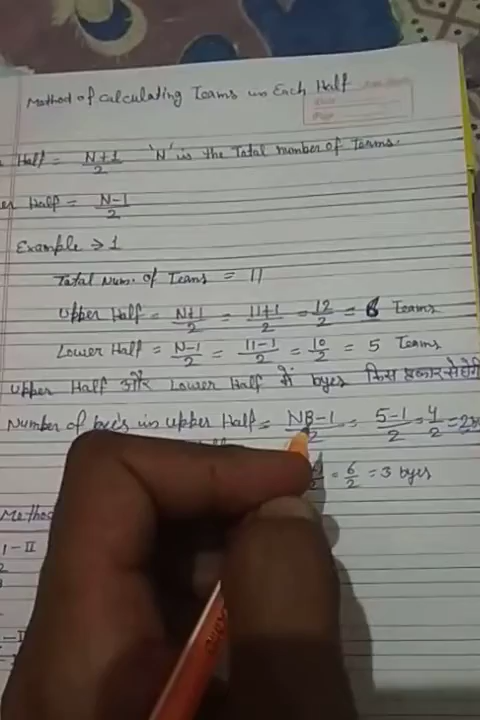 Method of Calculating Teams in Each Half
Half = N+1/2 'N' is the Total number of Teams.
Half = N-1/2
Example → 1
Total Num. of Teams = 11
Upper Half = N+1/2 = 11+1/2 = 12/2 = 6 Teams
Lower Half = N-1/2 = 11-1/2 = 10/2 = 5 Teams
Upper Half और Lower Half में byes किस प्रकार से होंगी
Number of bye's in Upper Half = NB-1/2 = 5-1/2 = 4/2 =
= 6/2 = 3 byes